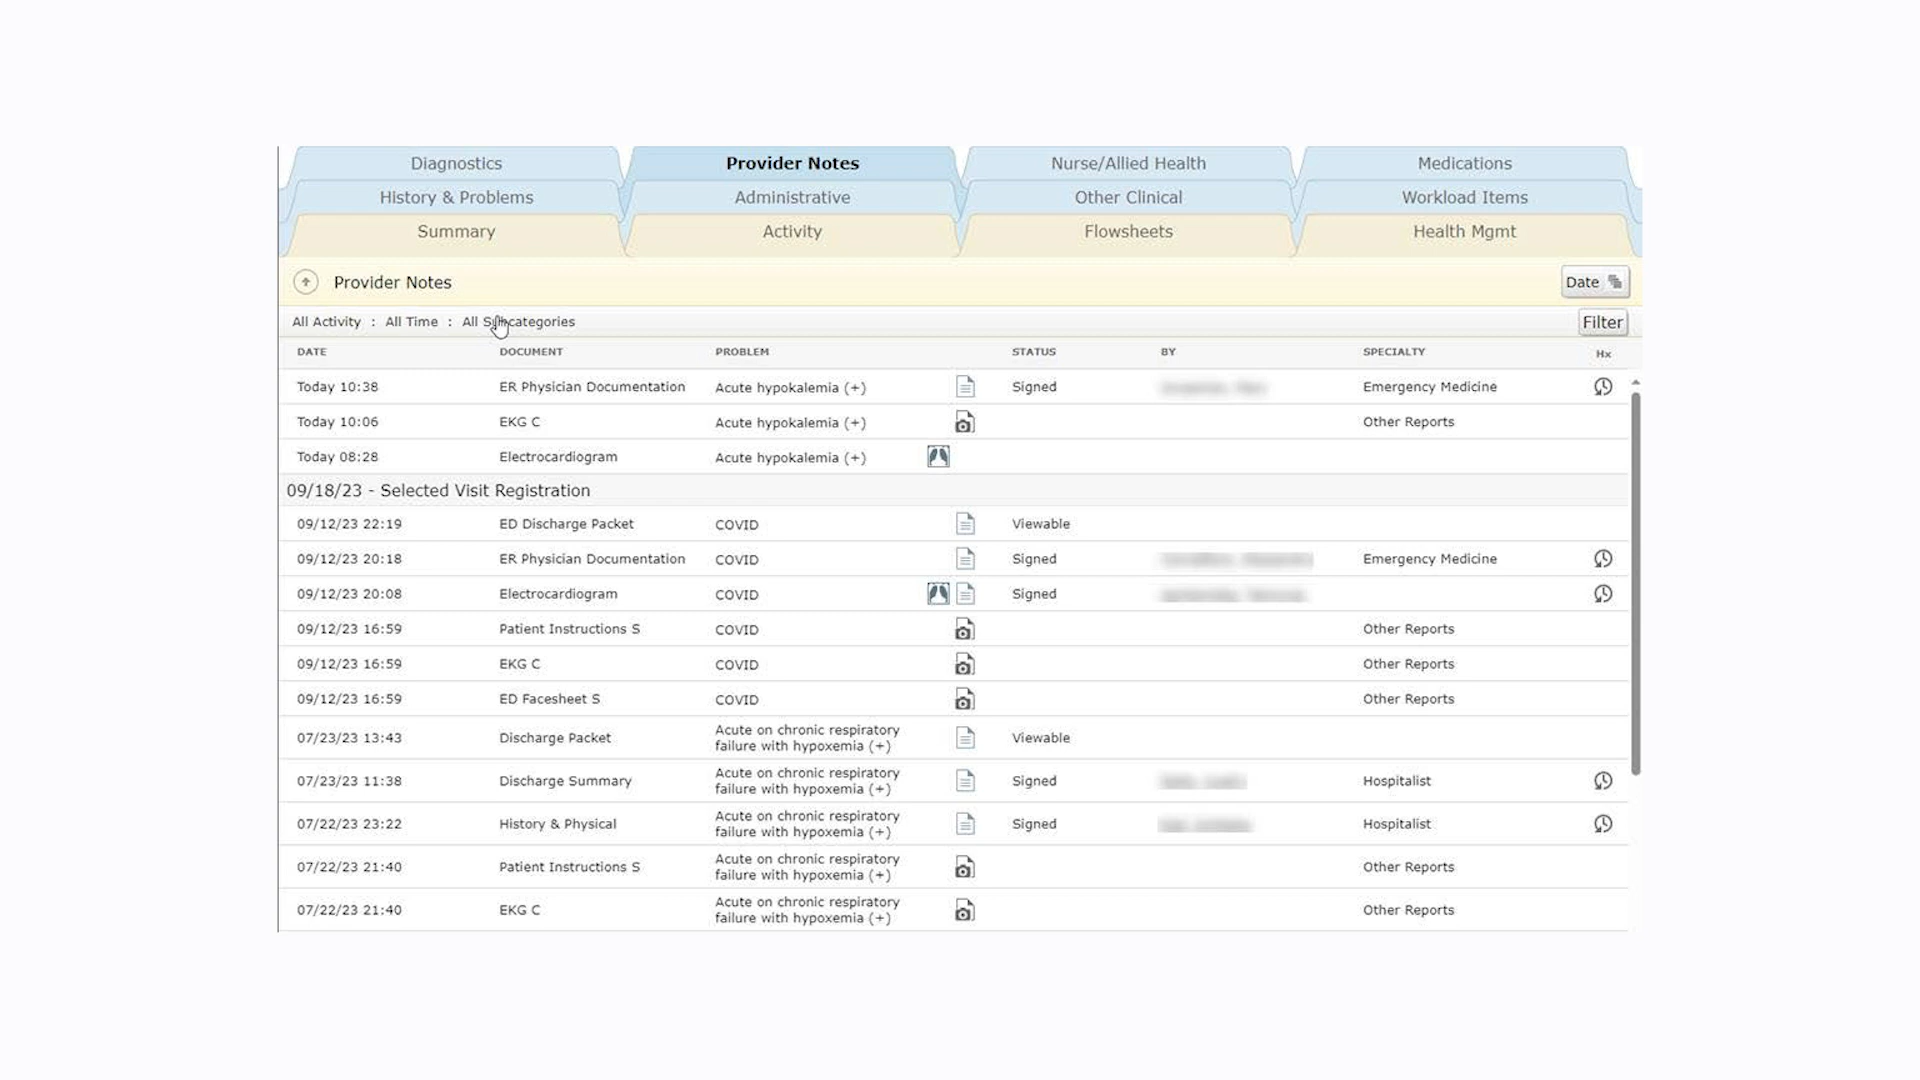 Diagnostics Provider Notes Nurse/Allied Health Medications
History & Problems Administrative Other Clinical Workload Items
Summary Activity Flowsheets Health Mgmt
Provider Notes Date
All Activity : All Time : All Subcategories Filter
DATE DOCUMENT PROBLEM STATUS BY SPECIALTY Hx
Today 10:38 ER Physician Documentation Acute hypokalemia (+) Signed Emergency Medicine
Today 10:06 EKG C Acute hypokalemia (+) Other Reports
Today 08:28 Electrocardiogram Acute hypokalemia (+)
09/18/23 - Selected Visit Registration
09/12/23 22:19 ED Discharge Packet COVID Viewable
09/12/23 20:18 ER Physician Documentation COVID Signed Emergency Medicine
09/12/23 20:08 Electrocardiogram COVID Signed
09/12/23 16:59 Patient Instructions S COVID Other Reports
09/12/23 16:59 EKG C COVID Other Reports
09/12/23 16:59 ED Facesheet S COVID Other Reports
07/23/23 13:43 Discharge Packet Acute on chronic respiratory failure with hypoxemia (+) Viewable
07/23/23 11:38 Discharge Summary Acute on chronic respiratory failure with hypoxemia (+) Signed Hospitalist
07/22/23 23:22 History & Physical Acute on chronic respiratory failure with hypoxemia (+) Signed Hospitalist
07/22/23 21:40 Patient Instructions S Acute on chronic respiratory failure with hypoxemia (+) Other Reports
07/22/23 21:40 EKG C Acute on chronic respiratory failure with hypoxemia (+) Other Reports